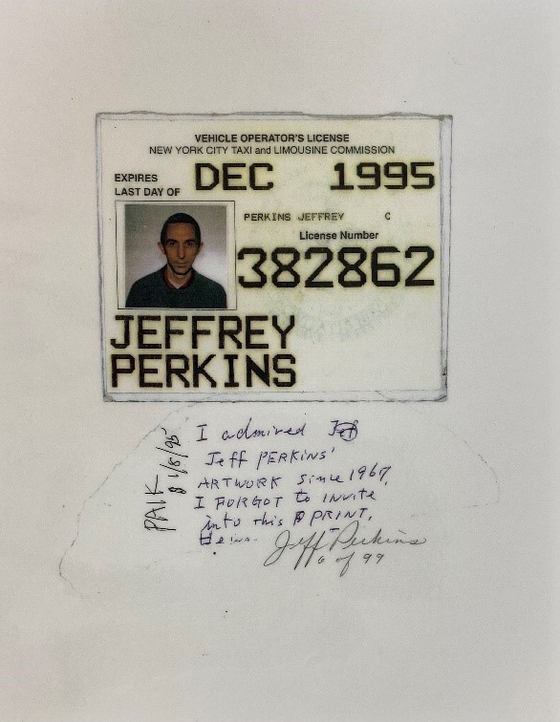 VEHICLE OPERATOR'S LICENSE
NEW YORK CITY TAXI and LIMOUSINE COMMISSION
EXPIRES
LAST DAY OF
DEC 1995
PERKINS JEFFREY C
License Number
382862
JEFFREY
PERKINS
I admired Jef
Jeff PERKINS'
ARTWORK since 1967,
I FORGOT to invite
into this PRINT,
Jeff Perkins
6 of 99
PAIK